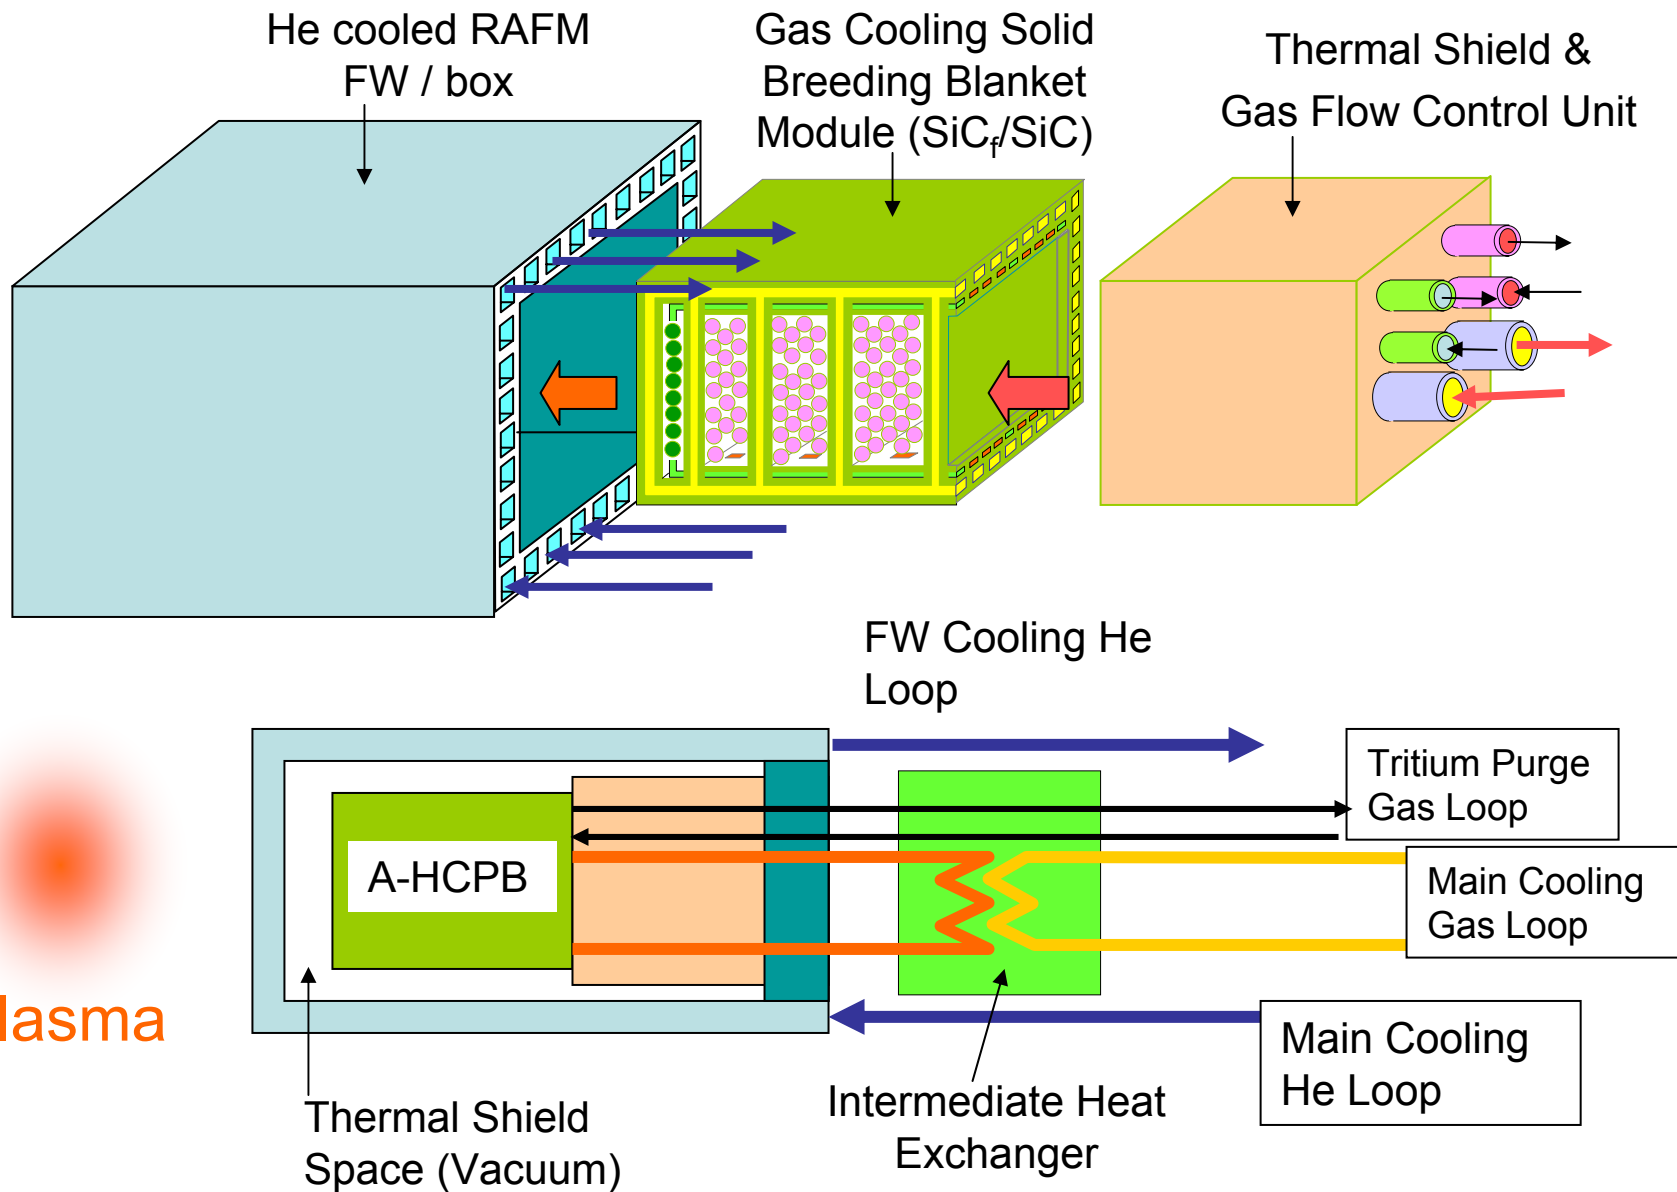 He cooled RAFM
FW / box
Gas Cooling Solid
Breeding Blanket
Module (SiCf/SiC)
Thermal Shield &
Gas Flow Control Unit
FW Cooling He
Loop
Tritium Purge
Gas Loop
A-HCPB
Main Cooling
Gas Loop
lasma
Main Cooling
He Loop
Intermediate Heat
Exchanger
Thermal Shield
Space (Vacuum)